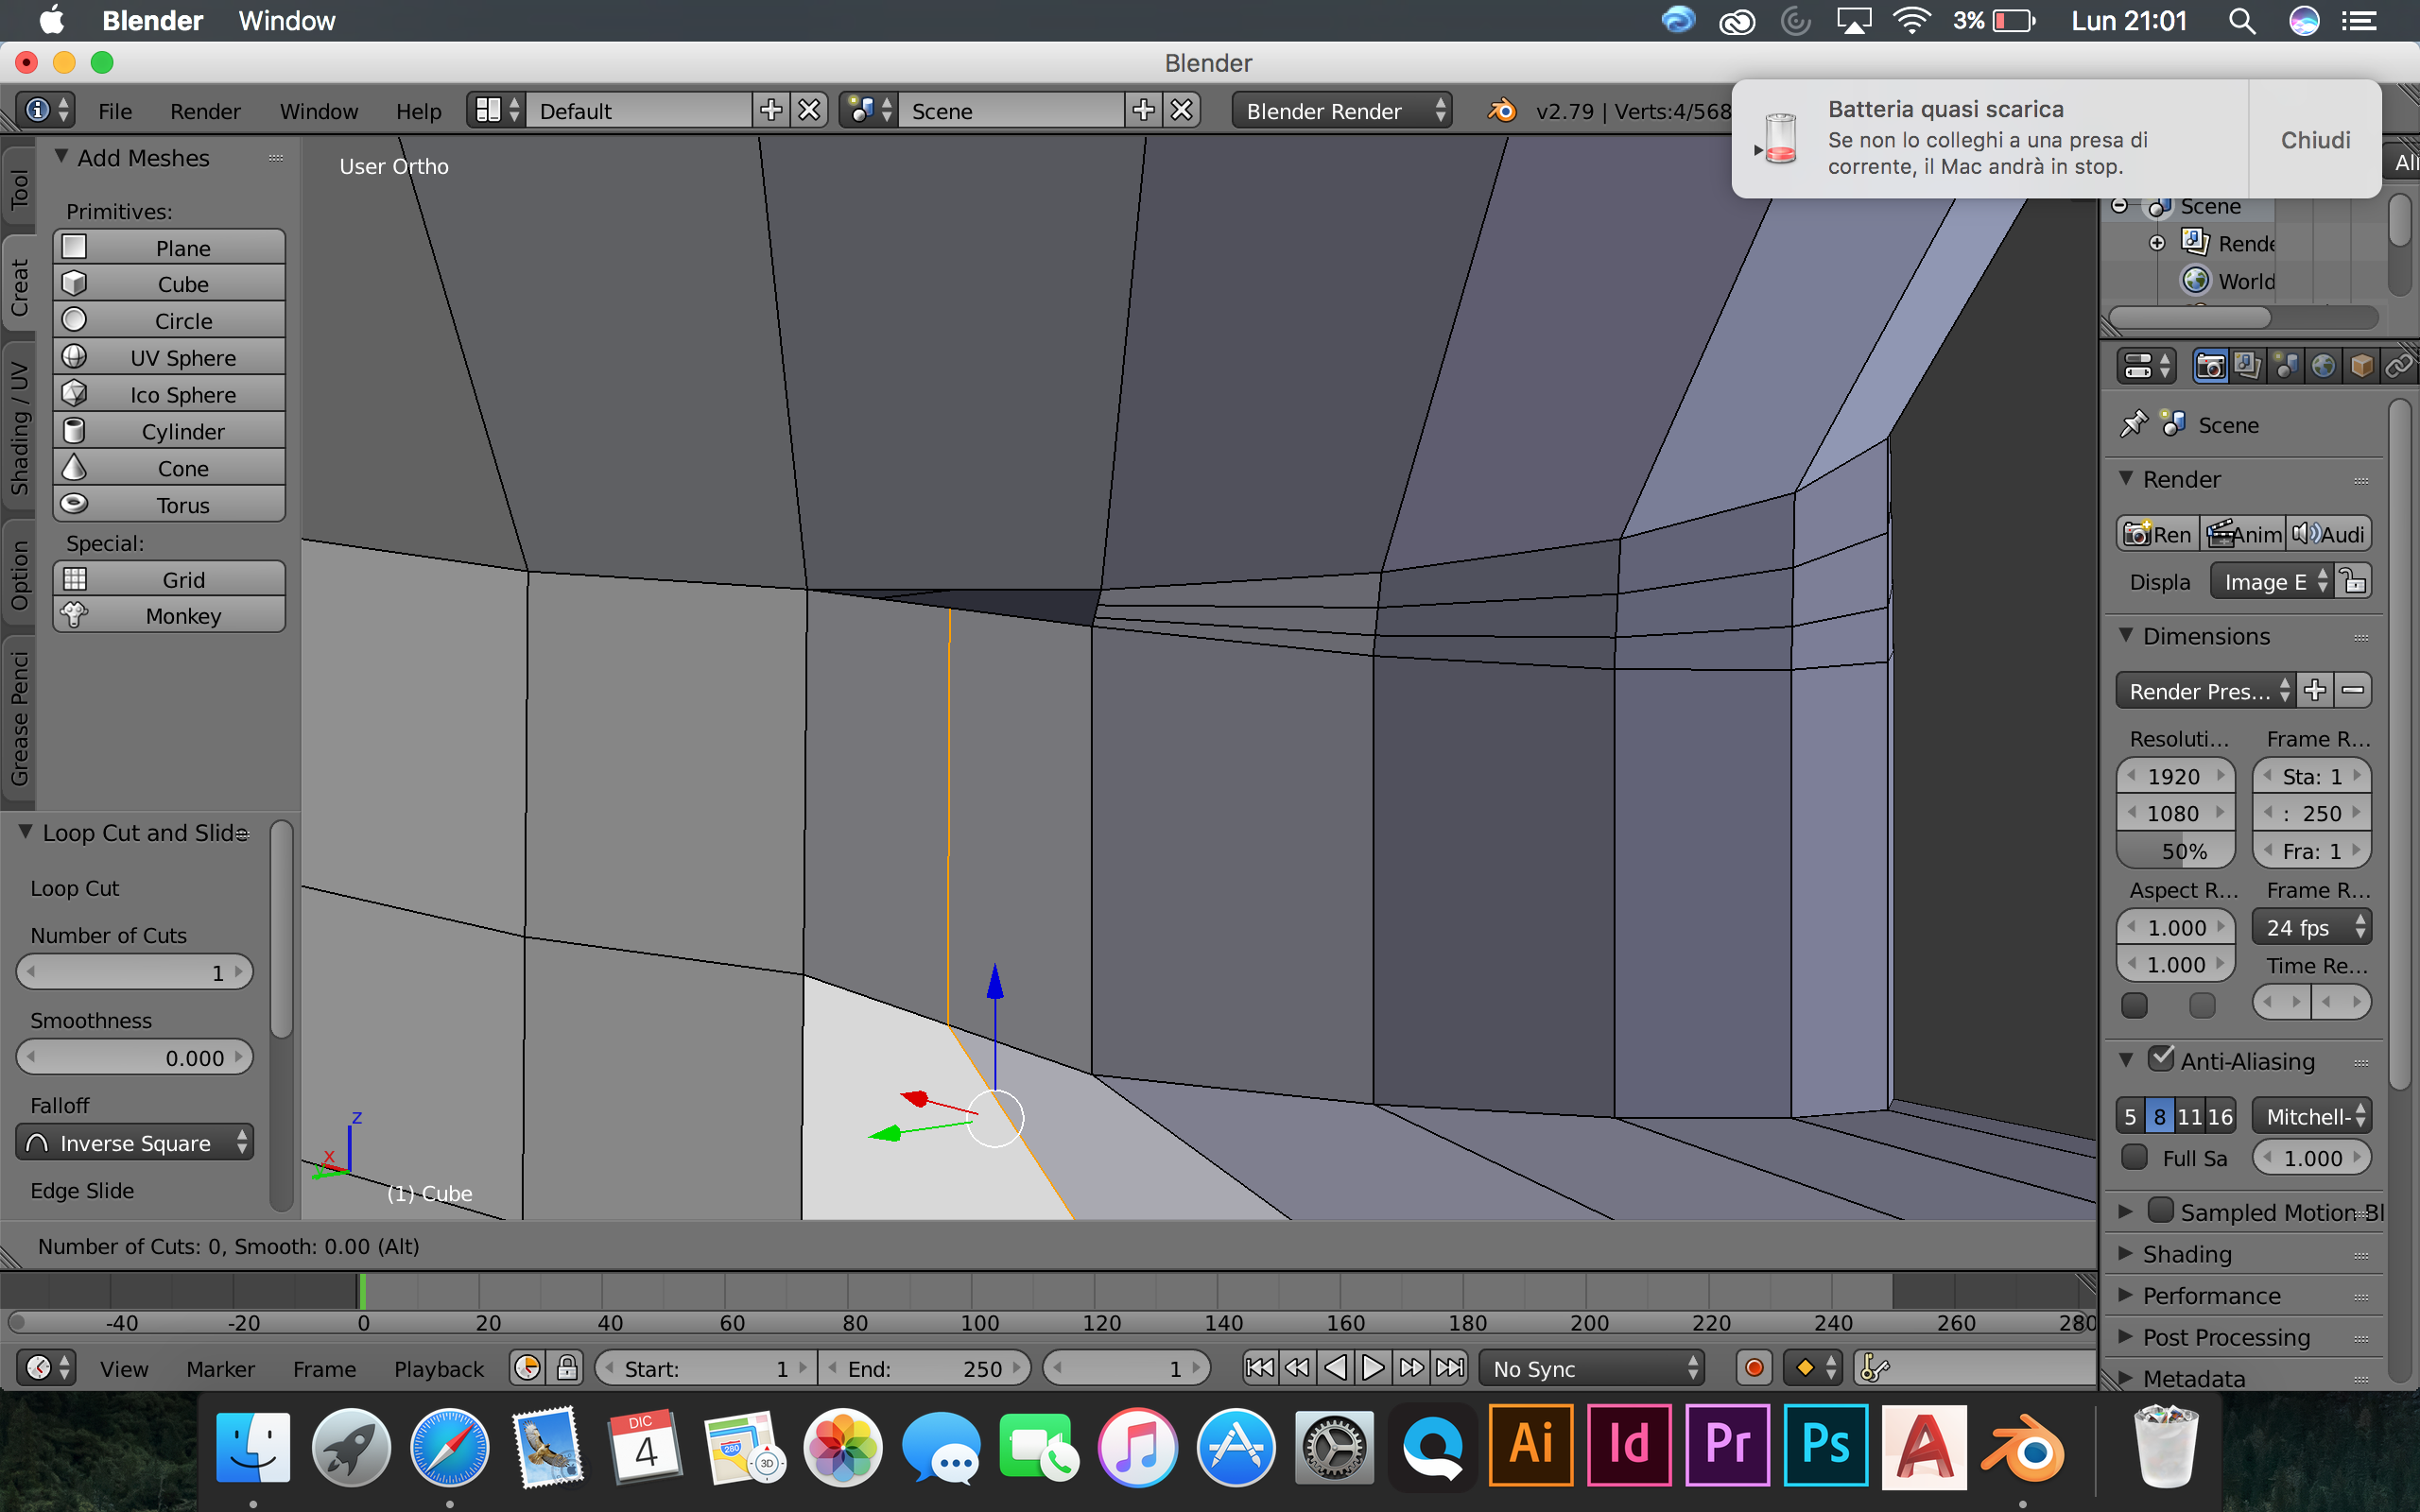 Blender Window 3% Lun 21:01
Blender
File Render Window Help Default Scene Blender Render v2.79 | Verts:4/568
Batteria quasi scarica
Se non lo colleghi a una presa di
corrente, il Mac andrà in stop.
Chiudi
Tool
Creat
Shading / UV
Option
Grease Penci
Add Meshes
Primitives:
Plane
Cube
Circle
UV Sphere
Ico Sphere
Cylinder
Cone
Torus
Special:
Grid
Monkey
Loop Cut and Slide
Loop Cut
Number of Cuts
1
Smoothness
0.000
Falloff
Inverse Square
Edge Slide
User Ortho
z
x
(1) Cube
Number of Cuts: 0, Smooth: 0.00 (Alt)
All
Scene
Rende
World
Scene
Render
Ren Anim Audi
Displa Image E
Dimensions
Render Pres...
Resoluti... Frame R...
1920 Sta: 1
1080 : 250
50% Fra: 1
Aspect R... Frame R...
1.000 24 fps
1.000 Time Re...
Anti-Aliasing
5 8 11 16 Mitchell-
Full Sa 1.000
Sampled Motion Bl
Shading
Performance
Post Processing
Metadata
-40 -20 0 20 40 60 80 100 120 140 160 180 200 220 240 260 280
View Marker Frame Playback Start: 1 End: 250 1 No Sync
DIC
4
280
3D
Ai Id Pr Ps